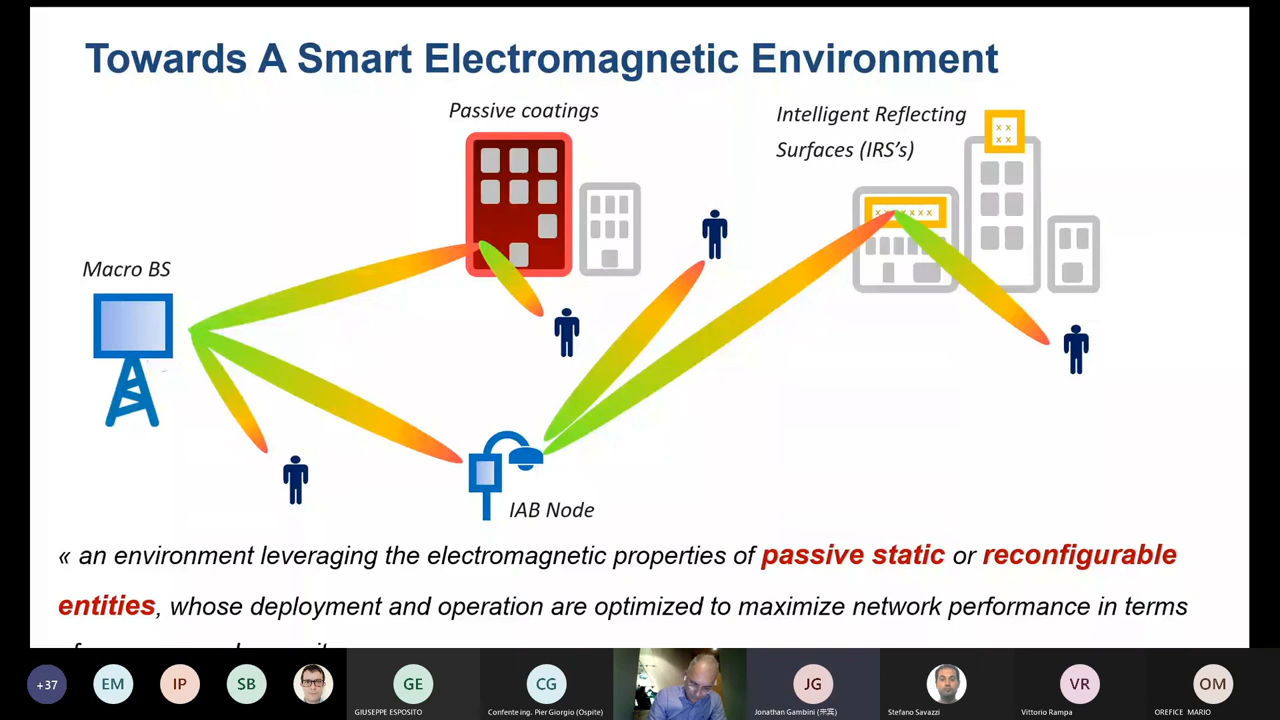 Towards A Smart Electromagnetic Environment
Passive coatings
Intelligent Reflecting
Surfaces (IRS's)
x x
x x
x x x x x x
Macro BS
IAB Node
« an environment leveraging the electromagnetic properties of passive static or reconfigurable
entities, whose deployment and operation are optimized to maximize network performance in terms
+37
EM
IP
SB
GE
CG
JG
VR
OM
GIUSEPPE ESPOSITO
Confente ing. Pier Giorgio (Ospite)
Jonathan Gambini (宋宾)
Stefano Savazzi
Vittorio Rampa
OREFICE MARIO